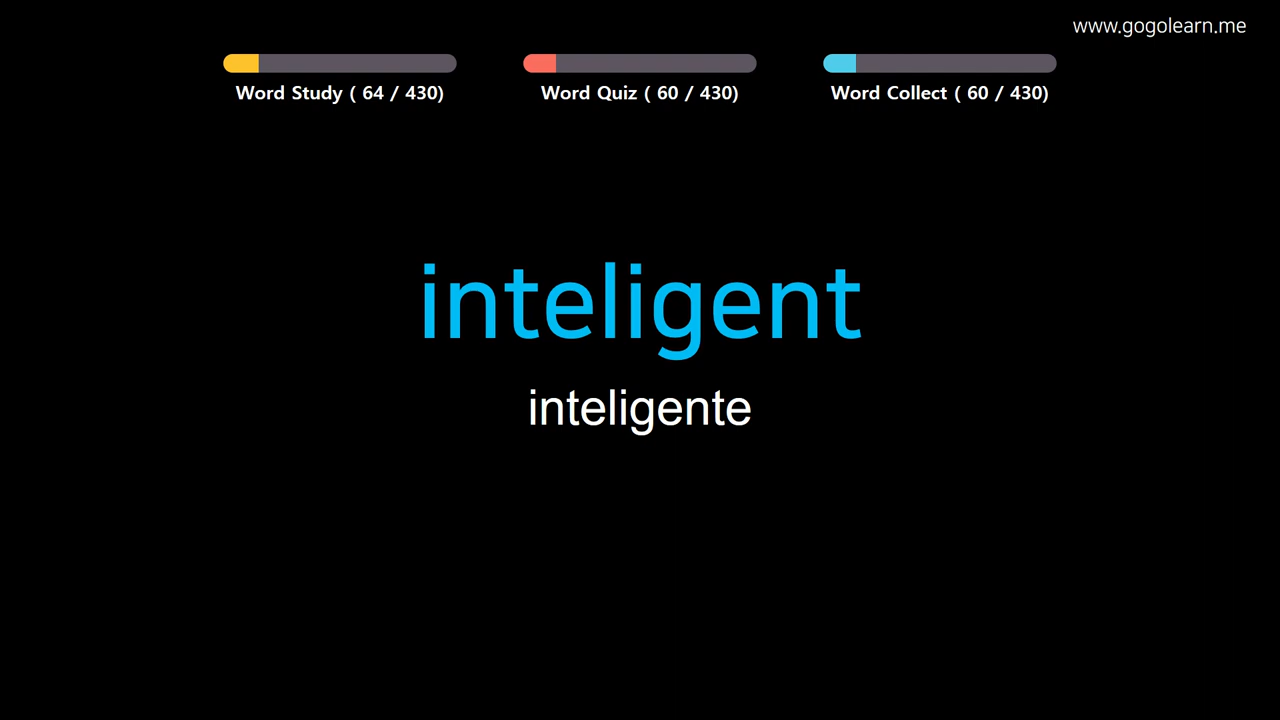 www.gogolearn.me
Word Study ( 64 / 430)
Word Quiz ( 60 / 430)
Word Collect ( 60 / 430)
inteligent
inteligente